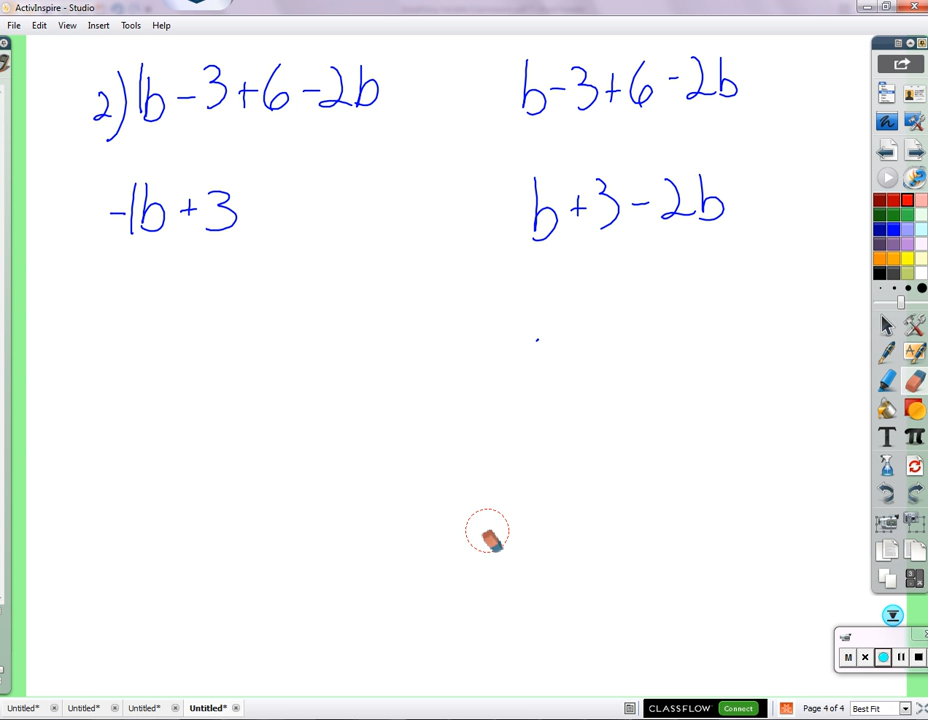 ActivInspire - Studio
File Edit View Insert Tools Help
2) 1b - 3 + 6 - 2b
b - 3 + 6 - 2b
-1b + 3
b + 3 - 2b
Untitled* Untitled* Untitled* Untitled* CLASSFLOW Connect Page 4 of 4 Best Fit
T π
M